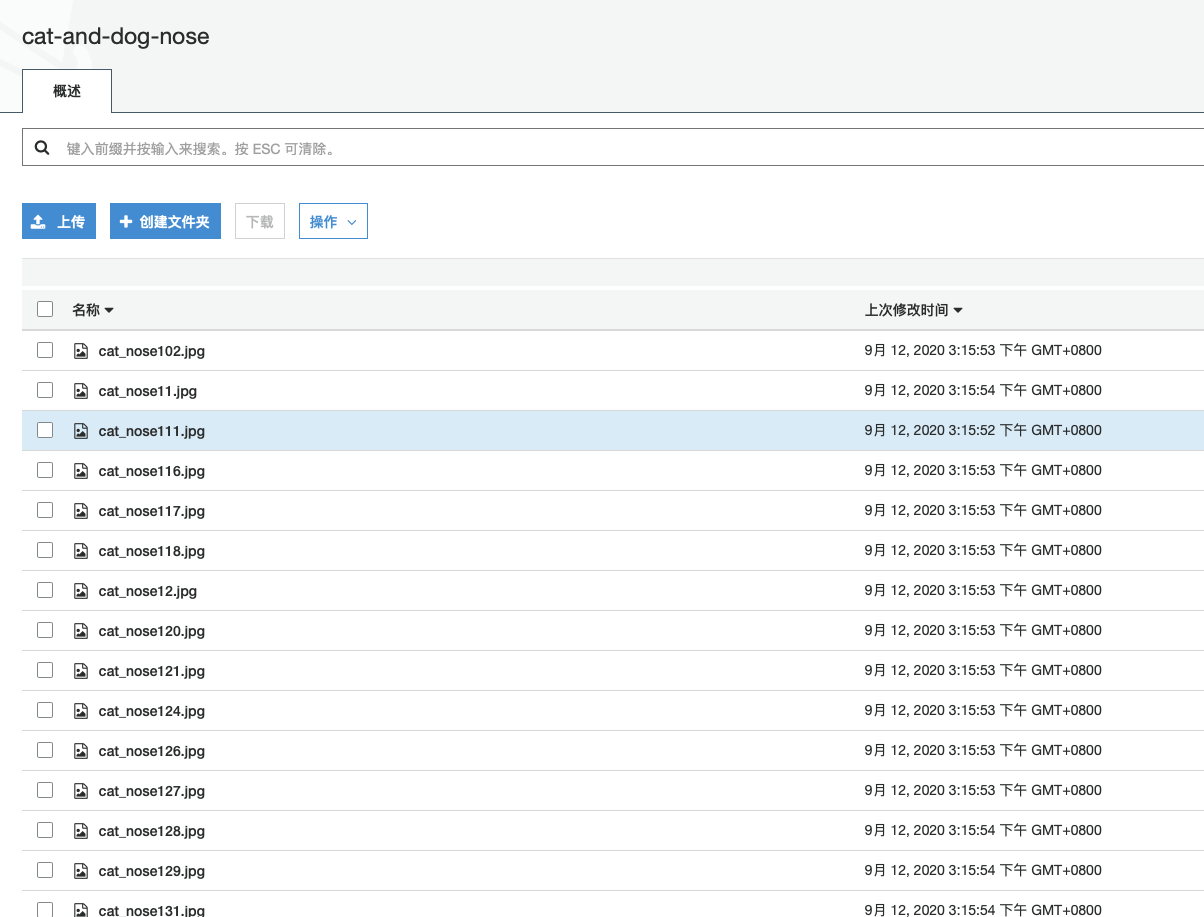 cat-and-dog-nose
概述
键入前缀并按输入来搜索。按 ESC 可清除。
上传 创建文件夹 下载 操作
名称 上次修改时间
cat_nose102.jpg 9月 12, 2020 3:15:53 下午 GMT+0800
cat_nose11.jpg 9月 12, 2020 3:15:54 下午 GMT+0800
cat_nose111.jpg 9月 12, 2020 3:15:52 下午 GMT+0800
cat_nose116.jpg 9月 12, 2020 3:15:53 下午 GMT+0800
cat_nose117.jpg 9月 12, 2020 3:15:53 下午 GMT+0800
cat_nose118.jpg 9月 12, 2020 3:15:53 下午 GMT+0800
cat_nose12.jpg 9月 12, 2020 3:15:53 下午 GMT+0800
cat_nose120.jpg 9月 12, 2020 3:15:53 下午 GMT+0800
cat_nose121.jpg 9月 12, 2020 3:15:53 下午 GMT+0800
cat_nose124.jpg 9月 12, 2020 3:15:53 下午 GMT+0800
cat_nose126.jpg 9月 12, 2020 3:15:53 下午 GMT+0800
cat_nose127.jpg 9月 12, 2020 3:15:53 下午 GMT+0800
cat_nose128.jpg 9月 12, 2020 3:15:54 下午 GMT+0800
cat_nose129.jpg 9月 12, 2020 3:15:54 下午 GMT+0800
cat_nose131.jpg 9月 12, 2020 3:15:54 下午 GMT+0800